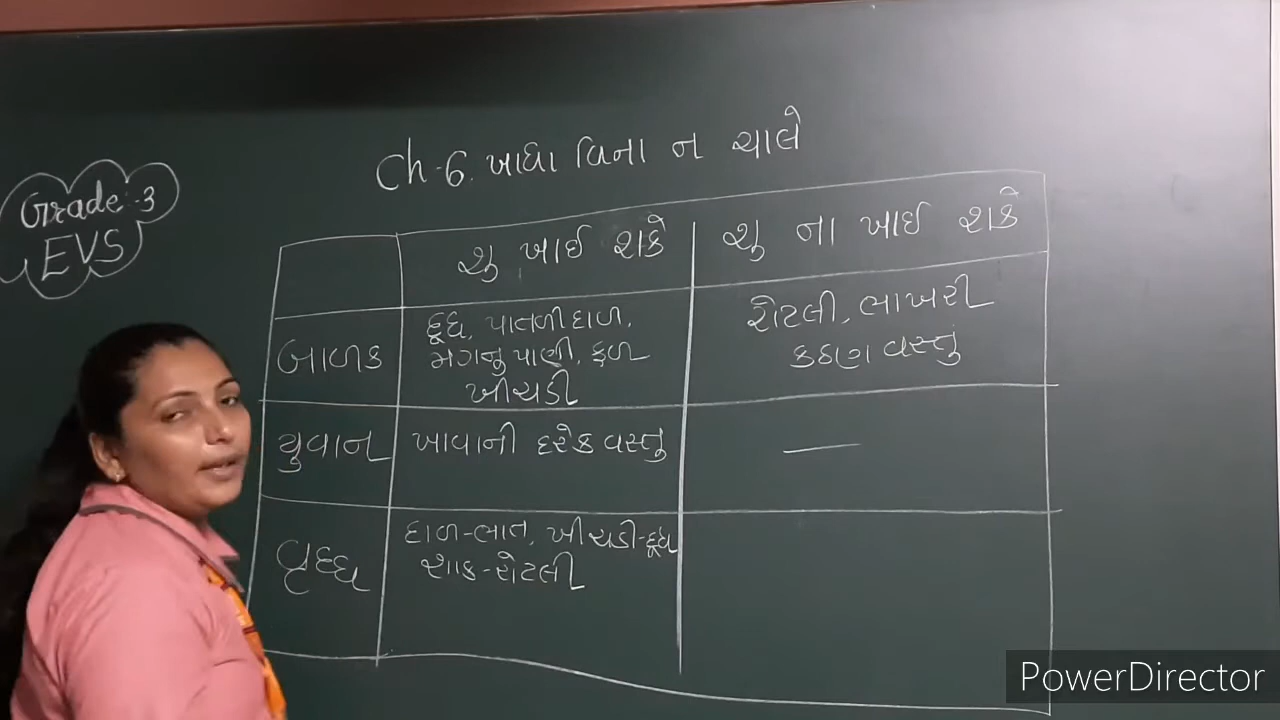 Ch-6. ખાધા વિના ન ચાલે
Grade-3
EVS
શુ ખાઈ શકે
શુ ના ખાઈ શકે
બાળક
દૂધ, પાતળી દાળ,
મગનુ પાણી, ફળ
ખીચડી
રોટલી, ભાખરી
કઠણ વસ્તું
યુવાન
ખાવાની દરેક વસ્તુ
—
વૃદ્ધ
દાળ-ભાત, ખીચડી-દૂધ
શાક-રોટલી
PowerDirector